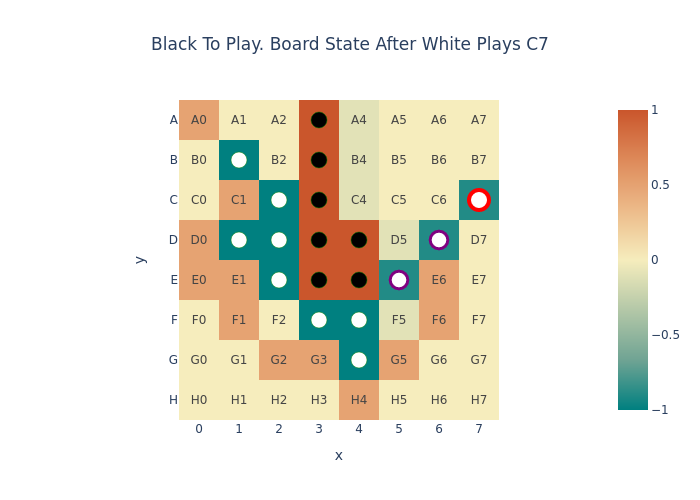 Black To Play. Board State After White Plays C7
A A0 A1 A2 A4 A5 A6 A7
B B0 B2 B4 B5 B6 B7
C C0 C1 C4 C5 C6
D D0 D5 D7
E E0 E1 E6 E7
F F0 F1 F2 F5 F6 F7
G G0 G1 G2 G3 G5 G6 G7
H H0 H1 H2 H3 H4 H5 H6 H7
0 1 2 3 4 5 6 7
x
y
1
0.5
0
−0.5
−1